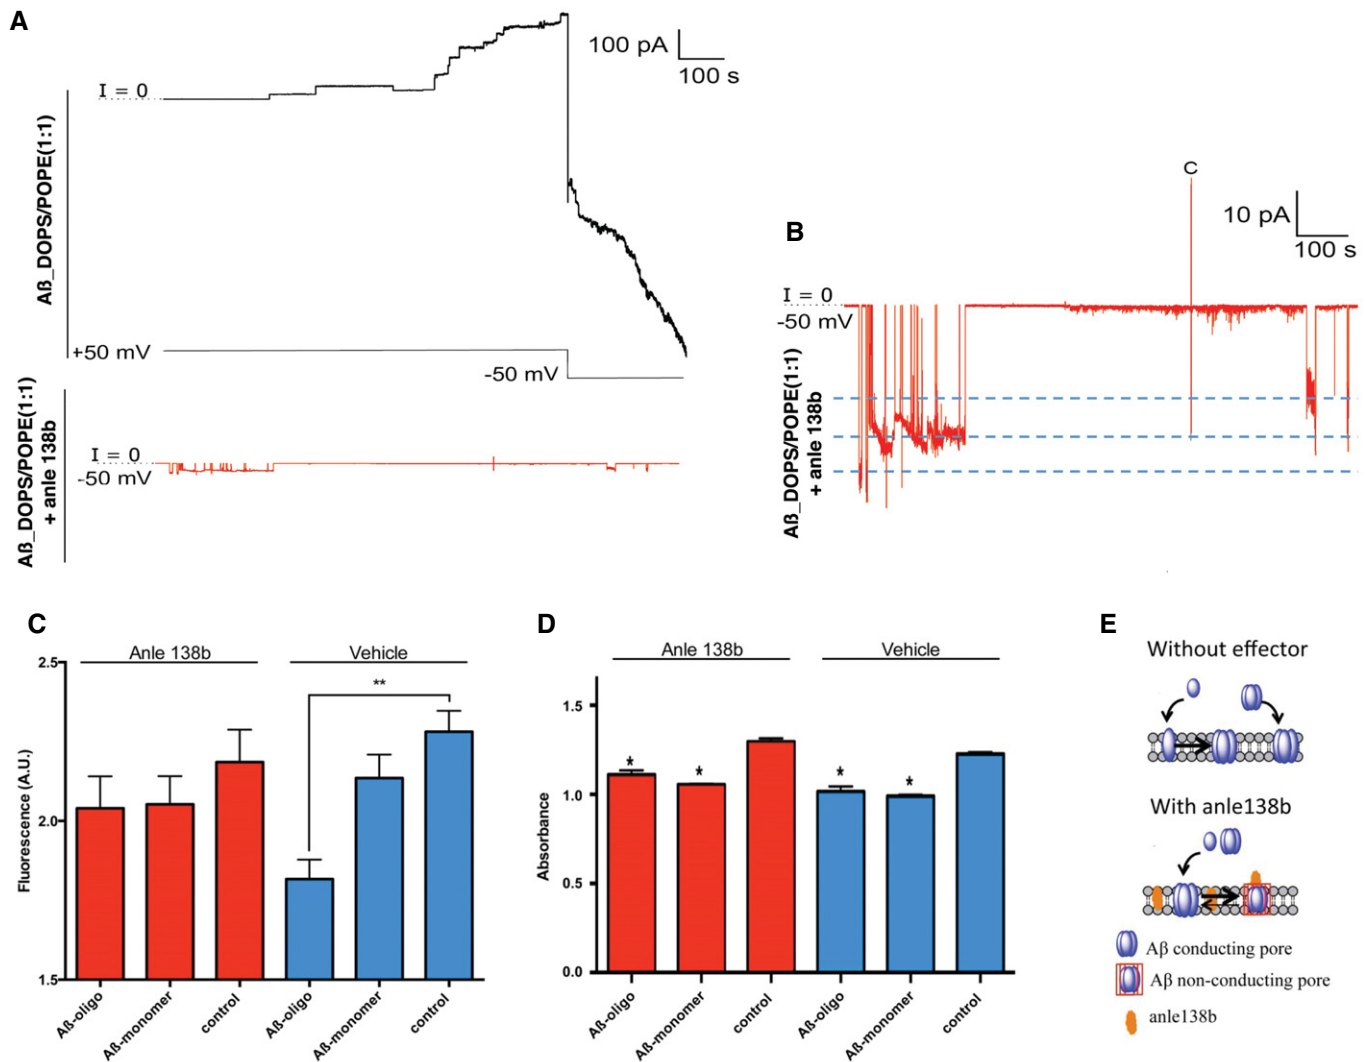 A
100 pA
100 s
I = 0
Aß_DOPS/POPE(1:1)
+50 mV
-50 mV
Aß_DOPS/POPE(1:1)
+ anle 138b
I = 0
-50 mV
B
C
10 pA
100 s
I = 0
-50 mV
Aß_DOPS/POPE(1:1)
+ anle 138b
C
Anle 138b
Vehicle
**
2.5
2.0
1.5
Fluorescence (A.U.)
Aß-oligo
Aß-monomer
control
Aß-oligo
Aß-monomer
control
D
Anle 138b
Vehicle
1.5
1.0
0.5
0.0
Absorbance
*
*
*
*
Aß-oligo
Aß-monomer
control
Aß-oligo
Aß-monomer
control
E
Without effector
With anle138b
Aβ conducting pore
Aβ non-conducting pore
anle138b